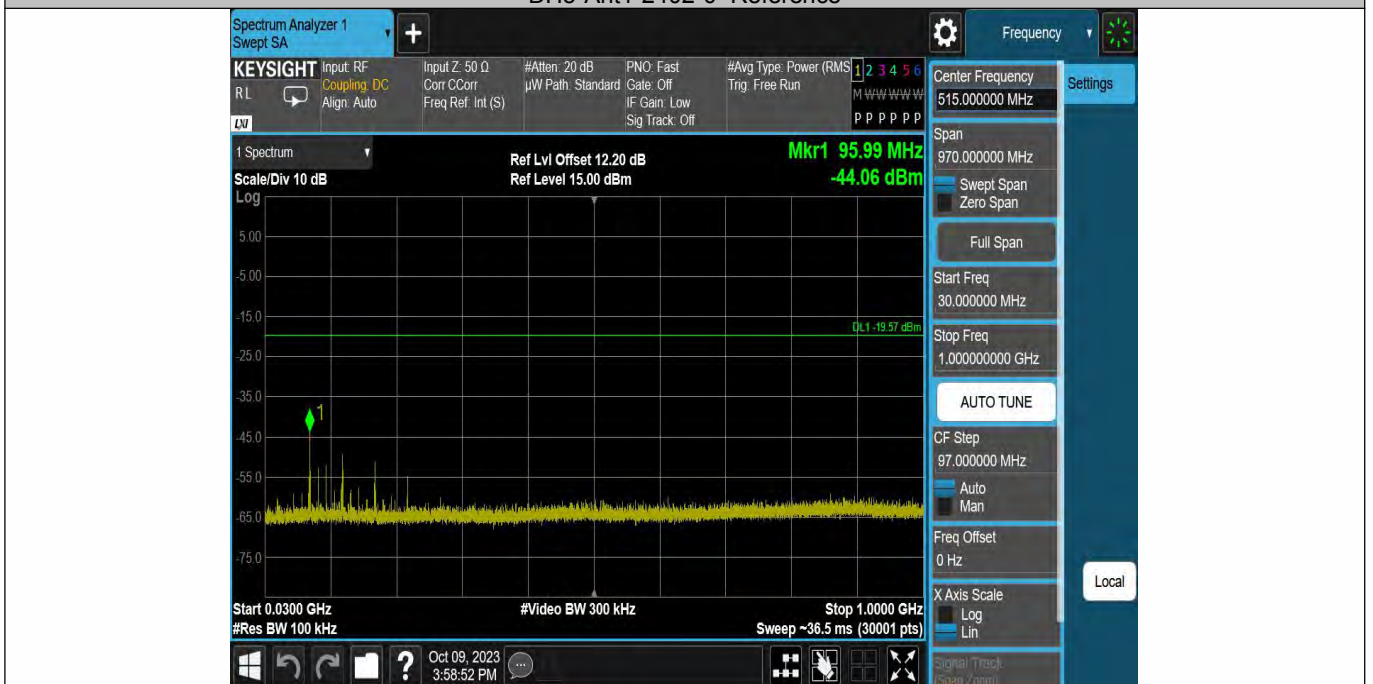 Spectrum Analyzer 1
Swept SA
+
Frequency
KEYSIGHT
RL
LXI
Input: RF
Coupling: DC
Align: Auto
Input Z: 50 Ω
Corr CCorr
Freq Ref: Int (S)
#Atten: 20 dB
µW Path: Standard
PNO: Fast
Gate: Off
IF Gain: Low
Sig Track: Off
#Avg Type: Power (RMS
Trig: Free Run
1 2 3 4 5 6
M W W W W W
P P P P P P
1 Spectrum
Scale/Div 10 dB
Log
Ref Lvl Offset 12.20 dB
Ref Level 15.00 dBm
Mkr1 95.99 MHz
-44.06 dBm
5.00
-5.00
-15.0
DL1 -19.57 dBm
-25.0
-35.0
1
-45.0
-55.0
-65.0
-75.0
Start 0.0300 GHz
#Res BW 100 kHz
#Video BW 300 kHz
Stop 1.0000 GHz
Sweep ~36.5 ms (30001 pts)
Center Frequency
515.000000 MHz
Settings
Span
970.000000 MHz
Swept Span
Zero Span
Full Span
Start Freq
30.000000 MHz
Stop Freq
1.000000000 GHz
AUTO TUNE
CF Step
97.000000 MHz
Auto
Man
Freq Offset
0 Hz
X Axis Scale
Log
Lin
Local
Signal Track
(Span Zoom)
?
Oct 09, 2023
3:58:52 PM